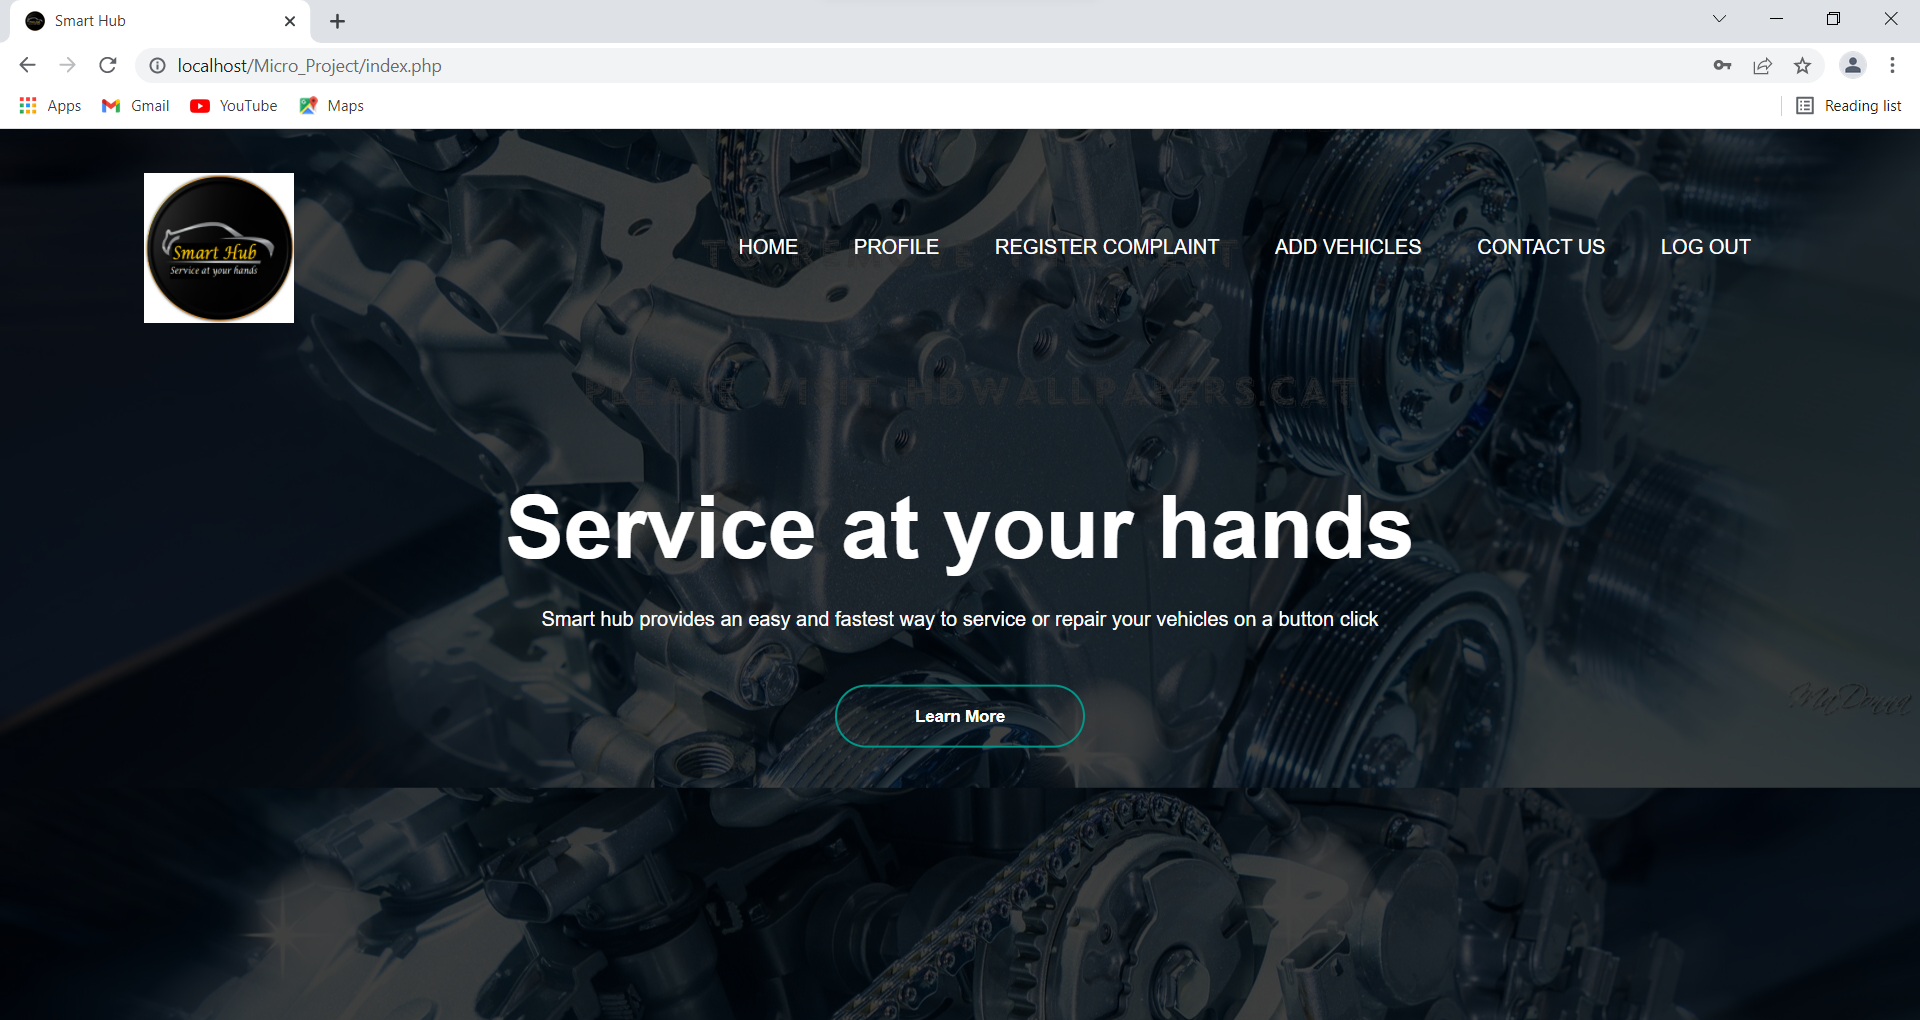 Smart Hub
localhost/Micro_Project/index.php
Apps Gmail YouTube Maps Reading list
Smart Hub
Service at your hands
HOME PROFILE REGISTER COMPLAINT ADD VEHICLES CONTACT US LOG OUT
PLEASE VISIT HDWALLPAPERS.CAT
Service at your hands
Smart hub provides an easy and fastest way to service or repair your vehicles on a button click
MaDonna
Learn More